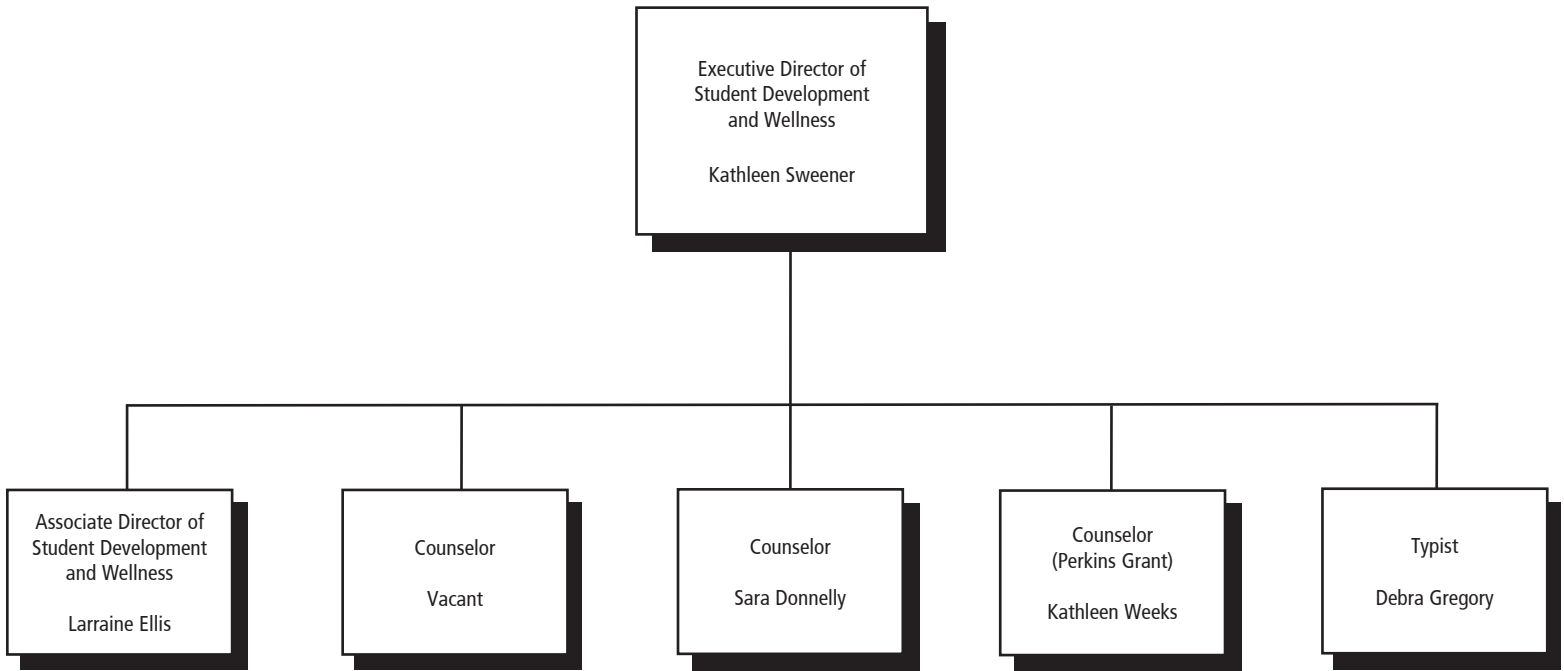 Executive Director of
Student Development
and Wellness
Kathleen Sweener
Associate Director of
Student Development
and Wellness
Larraine Ellis
Counselor
Vacant
Counselor
Sara Donnelly
Counselor
(Perkins Grant)
Kathleen Weeks
Typist
Debra Gregory